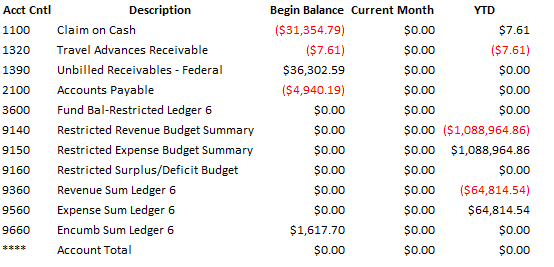 Acct Cntl Description Begin Balance Current Month YTD
1100 Claim on Cash ($31,354.79) $0.00 $7.61
1320 Travel Advances Receivable ($7.61) $0.00 ($7.61)
1390 Unbilled Receivables - Federal $36,302.59 $0.00 $0.00
2100 Accounts Payable ($4,940.19) $0.00 $0.00
3600 Fund Bal-Restricted Ledger 6 $0.00 $0.00 $0.00
9140 Restricted Revenue Budget Summary $0.00 $0.00 ($1,088,964.86)
9150 Restricted Expense Budget Summary $0.00 $0.00 $1,088,964.86
9160 Restricted Surplus/Deficit Budget $0.00 $0.00 $0.00
9360 Revenue Sum Ledger 6 $0.00 $0.00 ($64,814.54)
9560 Expense Sum Ledger 6 $0.00 $0.00 $64,814.54
9660 Encumb Sum Ledger 6 $1,617.70 $0.00 $0.00
**** Account Total $0.00 $0.00 $0.00